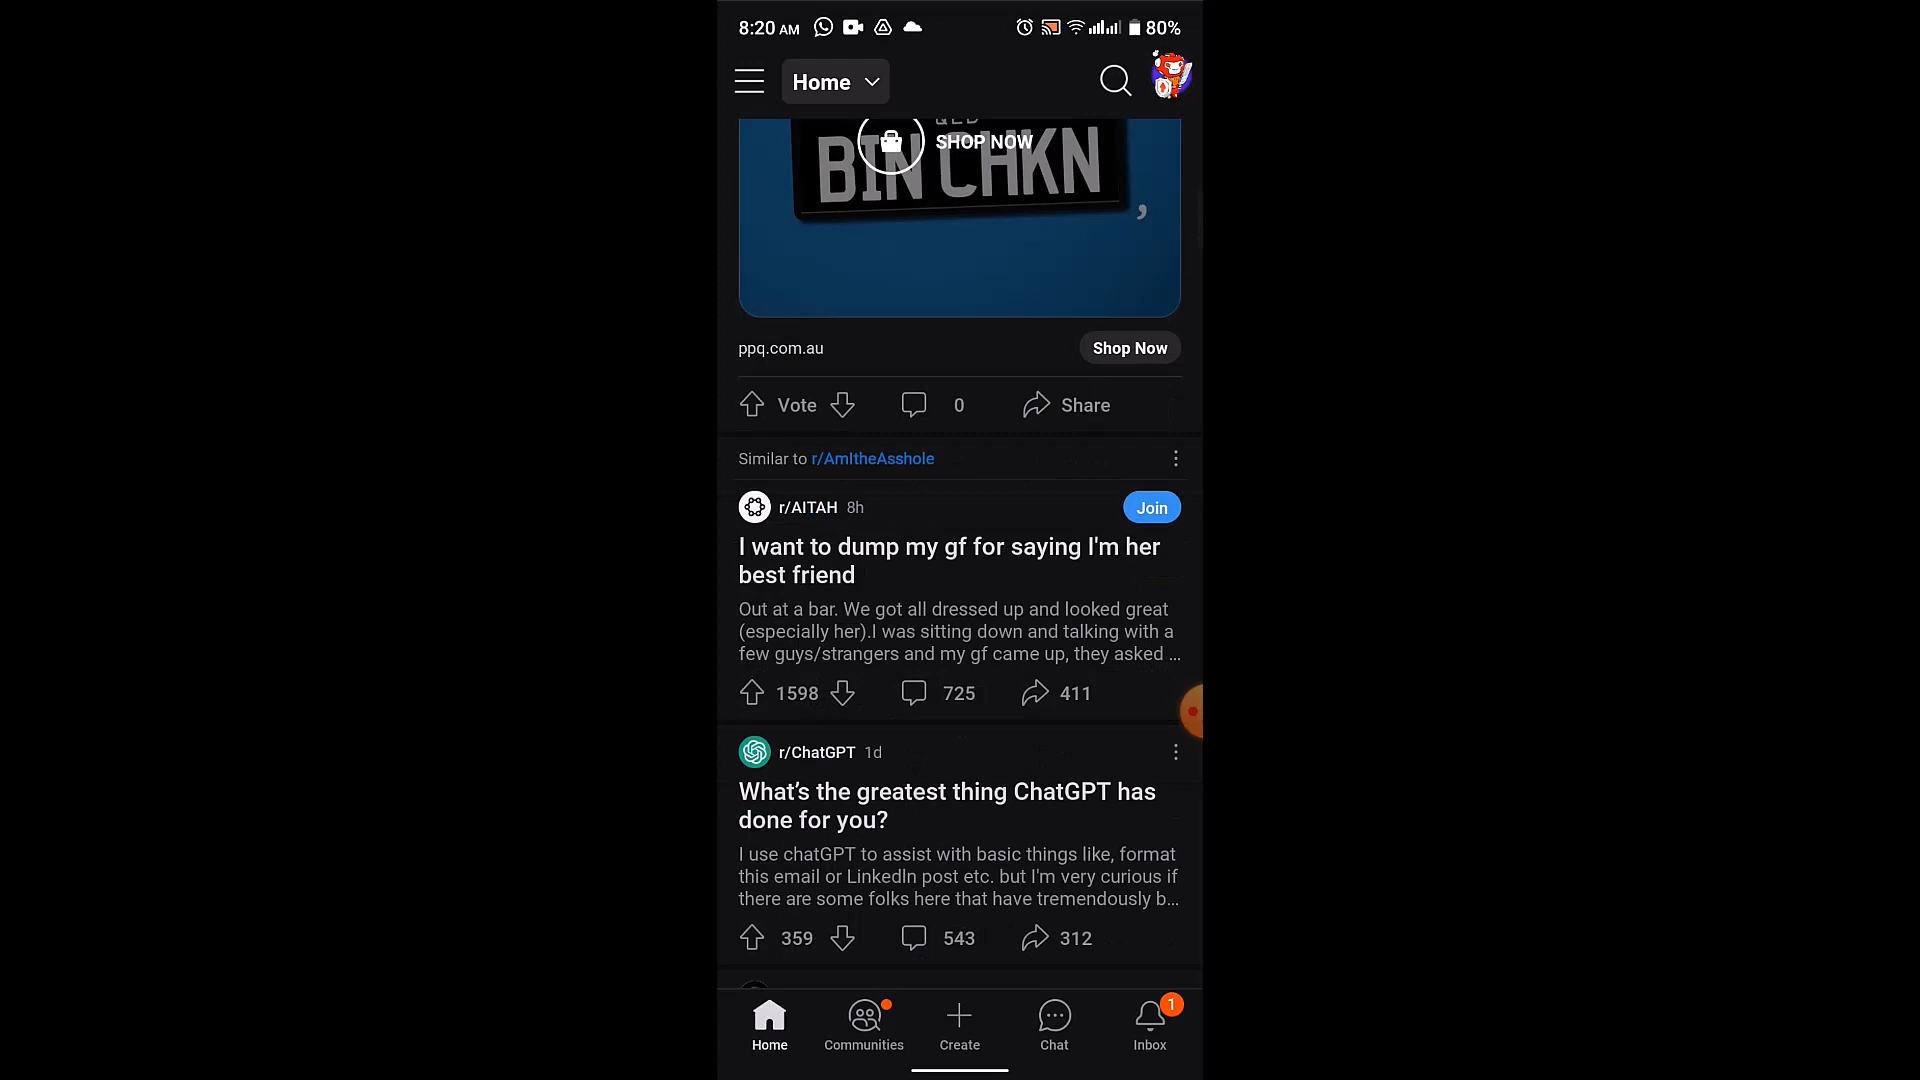 8:20 AM
80%
Home
QLD
SHOP NOW
BIN CHKN
,
ppq.com.au
Shop Now
Vote
0
Share
Similar to r/AmItheAsshole
r/AITAH 8h
Join
I want to dump my gf for saying I'm her
best friend
Out at a bar. We got all dressed up and looked great
(especially her).I was sitting down and talking with a
few guys/strangers and my gf came up, they asked ...
1598
725
411
r/ChatGPT 1d
What’s the greatest thing ChatGPT has
done for you?
I use chatGPT to assist with basic things like, format
this email or LinkedIn post etc. but I'm very curious if
there are some folks here that have tremendously b...
359
543
312
1
Home
Communities
Create
Chat
Inbox